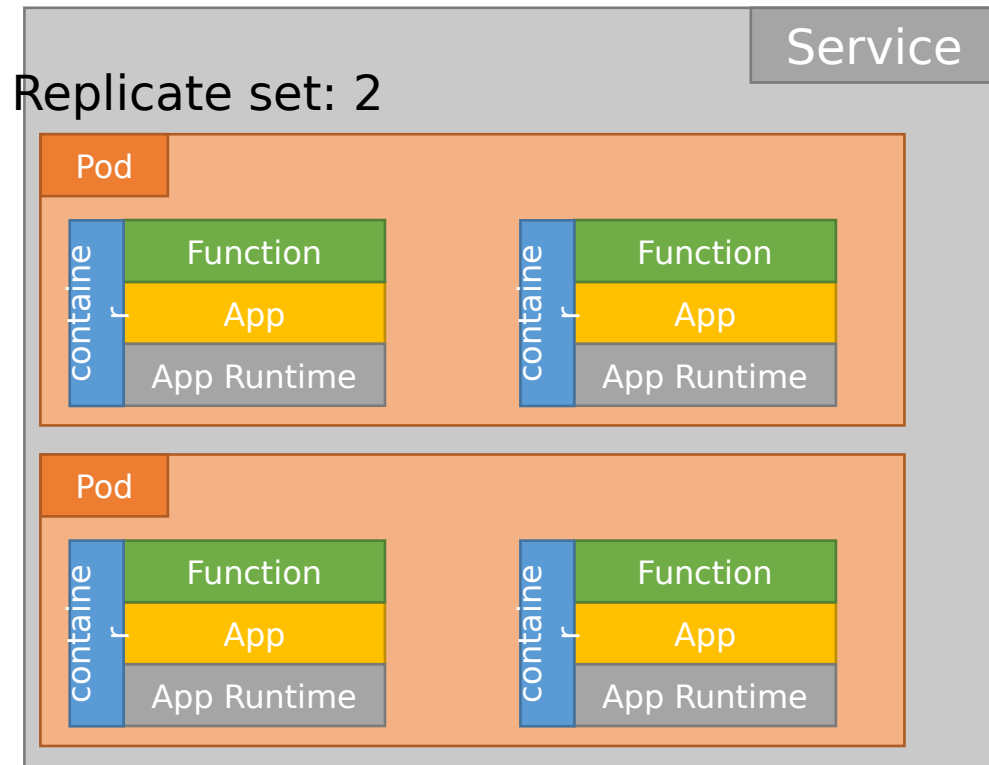 Service
Replicate set: 2
Pod
containe
r
Function
App
App Runtime
containe
r
Function
App
App Runtime
Pod
containe
r
Function
App
App Runtime
containe
r
Function
App
App Runtime